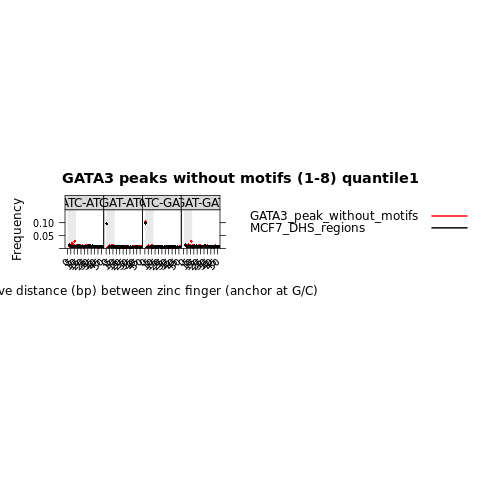 GATA3 peaks without motifs (1-8) quantile1
ATC-ATC GAT-ATC ATC-GAT GAT-GAT
Frequency
0.10
0.05
GATA3_peak_without_motifs
MCF7_DHS_regions
ve distance (bp) between zinc finger (anchor at G/C)